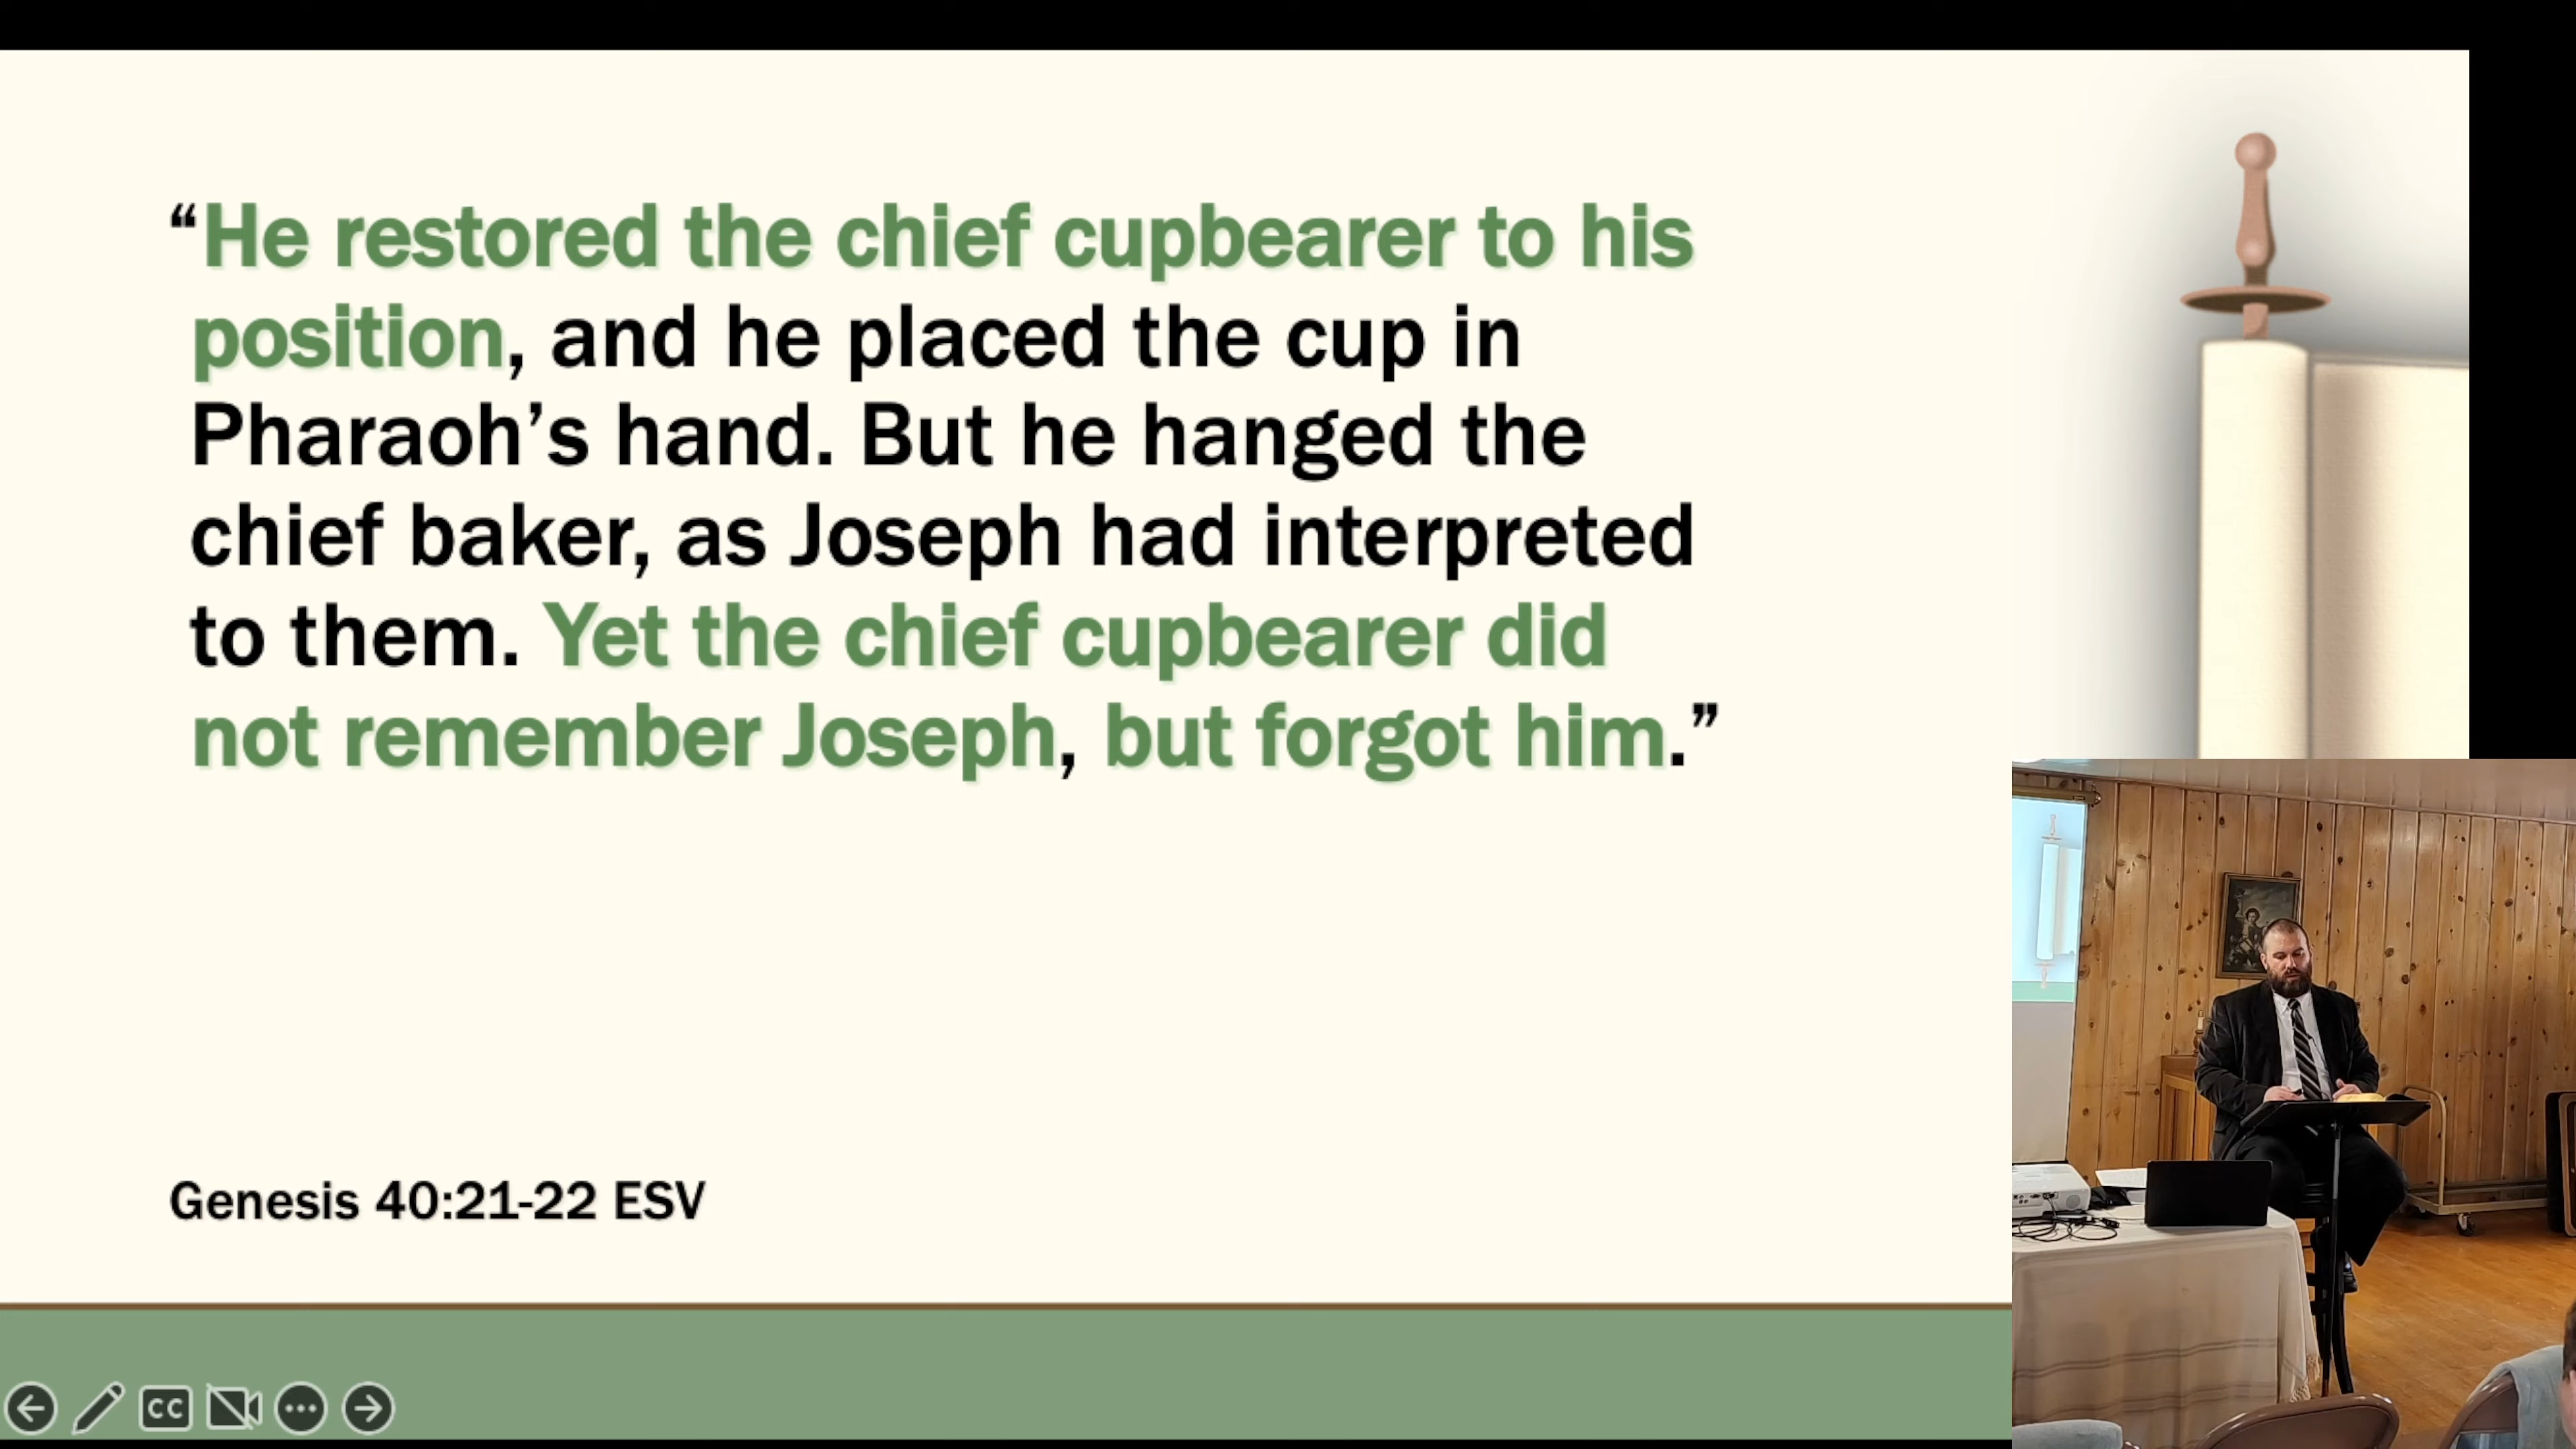 “He restored the chief cupbearer to his
position, and he placed the cup in
Pharaoh’s hand. But he hanged the
chief baker, as Joseph had interpreted
to them. Yet the chief cupbearer did
not remember Joseph, but forgot him.”
Genesis 40:21-22 ESV
CC